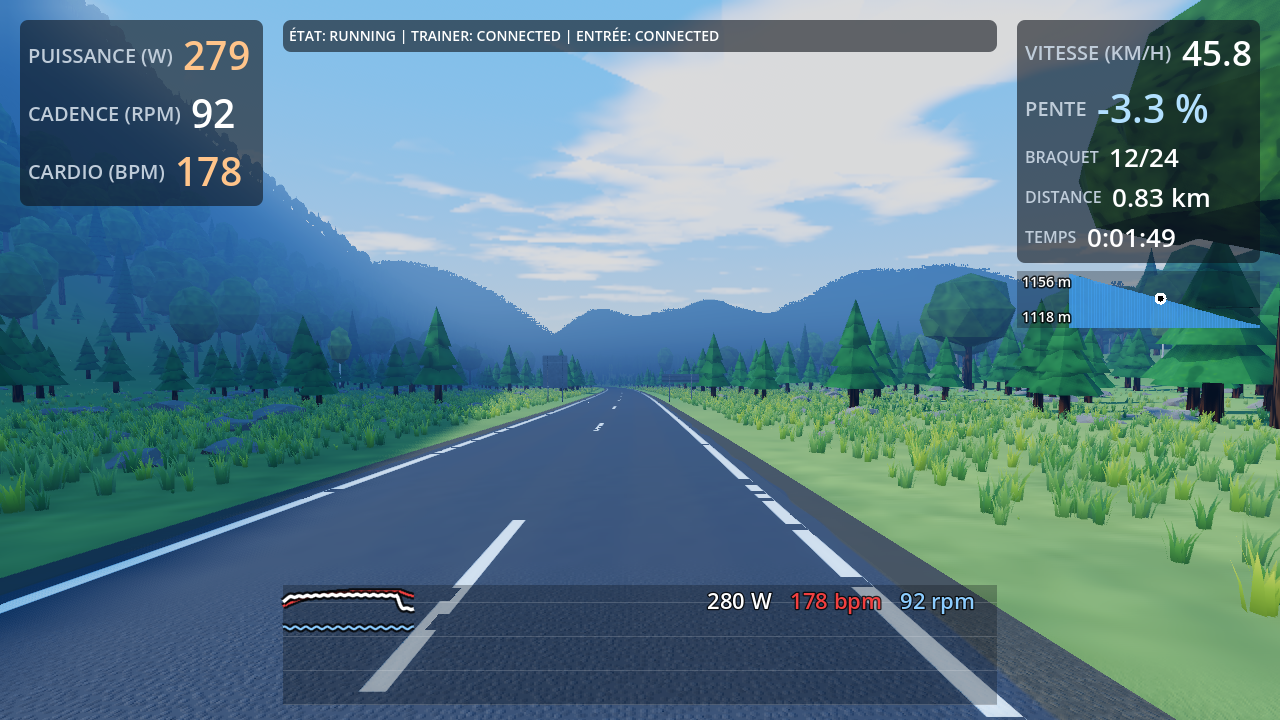 PUISSANCE (W) 279
CADENCE (RPM) 92
CARDIO (BPM) 178
ÉTAT: RUNNING | TRAINER: CONNECTED | ENTRÉE: CONNECTED
VITESSE (KM/H) 45.8
PENTE -3.3 %
BRAQUET 12/24
DISTANCE 0.83 km
TEMPS 0:01:49
1156 m
1118 m
280 W 178 bpm 92 rpm